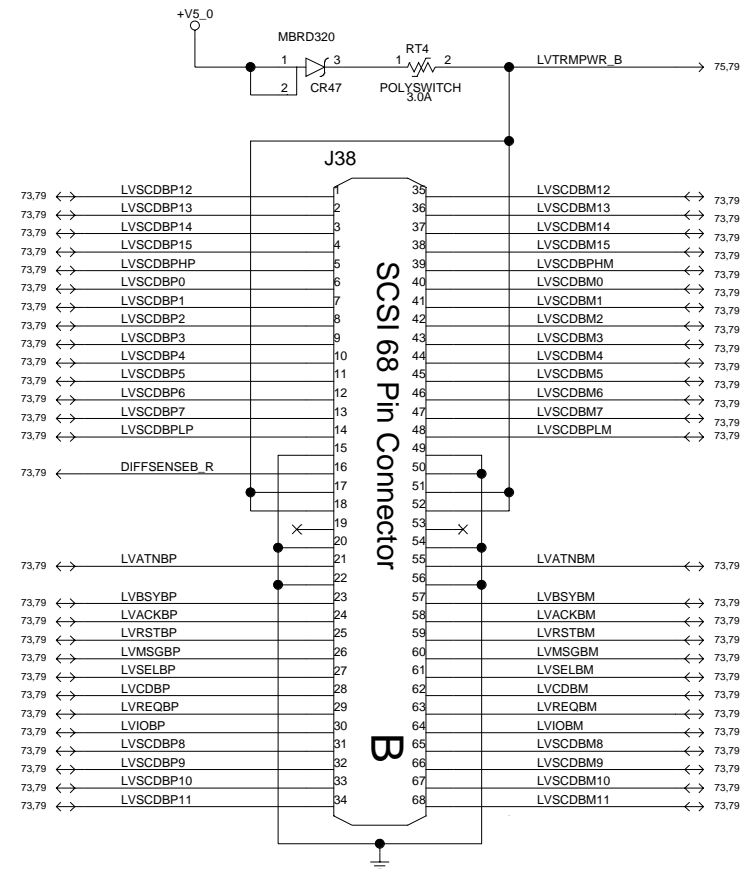 +V5_0
MBRD320
1 3
2 CR47
RT4
1 2
POLYSWITCH
3.0A
LVTRMPWR_B 75,79
J38
73,79 LVSCDBP12 1 35 LVSCDBM12 73,79
73,79 LVSCDBP13 2 36 LVSCDBM13 73,79
73,79 LVSCDBP14 3 37 LVSCDBM14 73,79
73,79 LVSCDBP15 4 38 LVSCDBM15 73,79
73,79 LVSCDBPHP 5 39 LVSCDBPHM 73,79
73,79 LVSCDBP0 6 40 LVSCDBM0 73,79
73,79 LVSCDBP1 7 41 LVSCDBM1 73,79
73,79 LVSCDBP2 8 42 LVSCDBM2 73,79
73,79 LVSCDBP3 9 43 LVSCDBM3 73,79
73,79 LVSCDBP4 10 44 LVSCDBM4 73,79
73,79 LVSCDBP5 11 45 LVSCDBM5 73,79
73,79 LVSCDBP6 12 46 LVSCDBM6 73,79
73,79 LVSCDBP7 13 47 LVSCDBM7 73,79
73,79 LVSCDBPLP 14 48 LVSCDBPLM 73,79
15 49
73,79 DIFFSENSEB_R 16 50
17 51
18 52
19 53
20 54
73,79 LVATNBP 21 55 LVATNBM 73,79
22 56
73,79 LVBSYBP 23 57 LVBSYBM 73,79
73,79 LVACKBP 24 58 LVACKBM 73,79
73,79 LVRSTBP 25 59 LVRSTBM 73,79
73,79 LVMSGBP 26 60 LVMSGBM 73,79
73,79 LVSELBP 27 61 LVSELBM 73,79
73,79 LVCDBP 28 62 LVCDBM 73,79
73,79 LVREQBP 29 63 LVREQBM 73,79
73,79 LVIOBP 30 64 LVIOBM 73,79
73,79 LVSCDBP8 31 65 LVSCDBM8 73,79
73,79 LVSCDBP9 32 66 LVSCDBM9 73,79
73,79 LVSCDBP10 33 67 LVSCDBM10 73,79
73,79 LVSCDBP11 34 68 LVSCDBM11 73,79
SCSI 68 Pin Connector
B